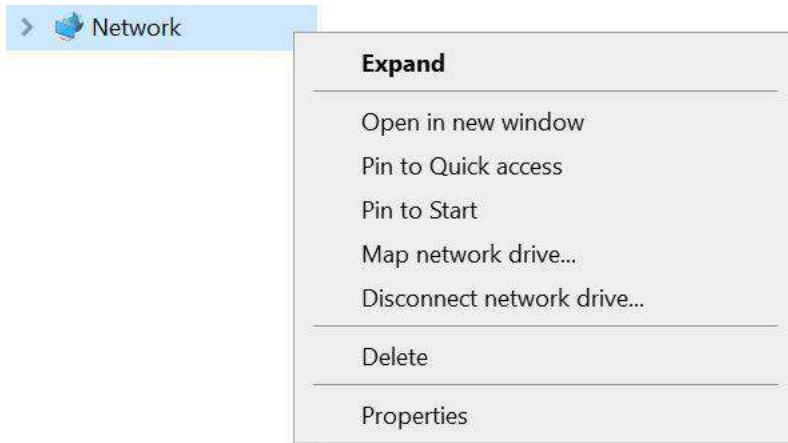 Network
Expand
Open in new window
Pin to Quick access
Pin to Start
Map network drive...
Disconnect network drive...
Delete
Properties